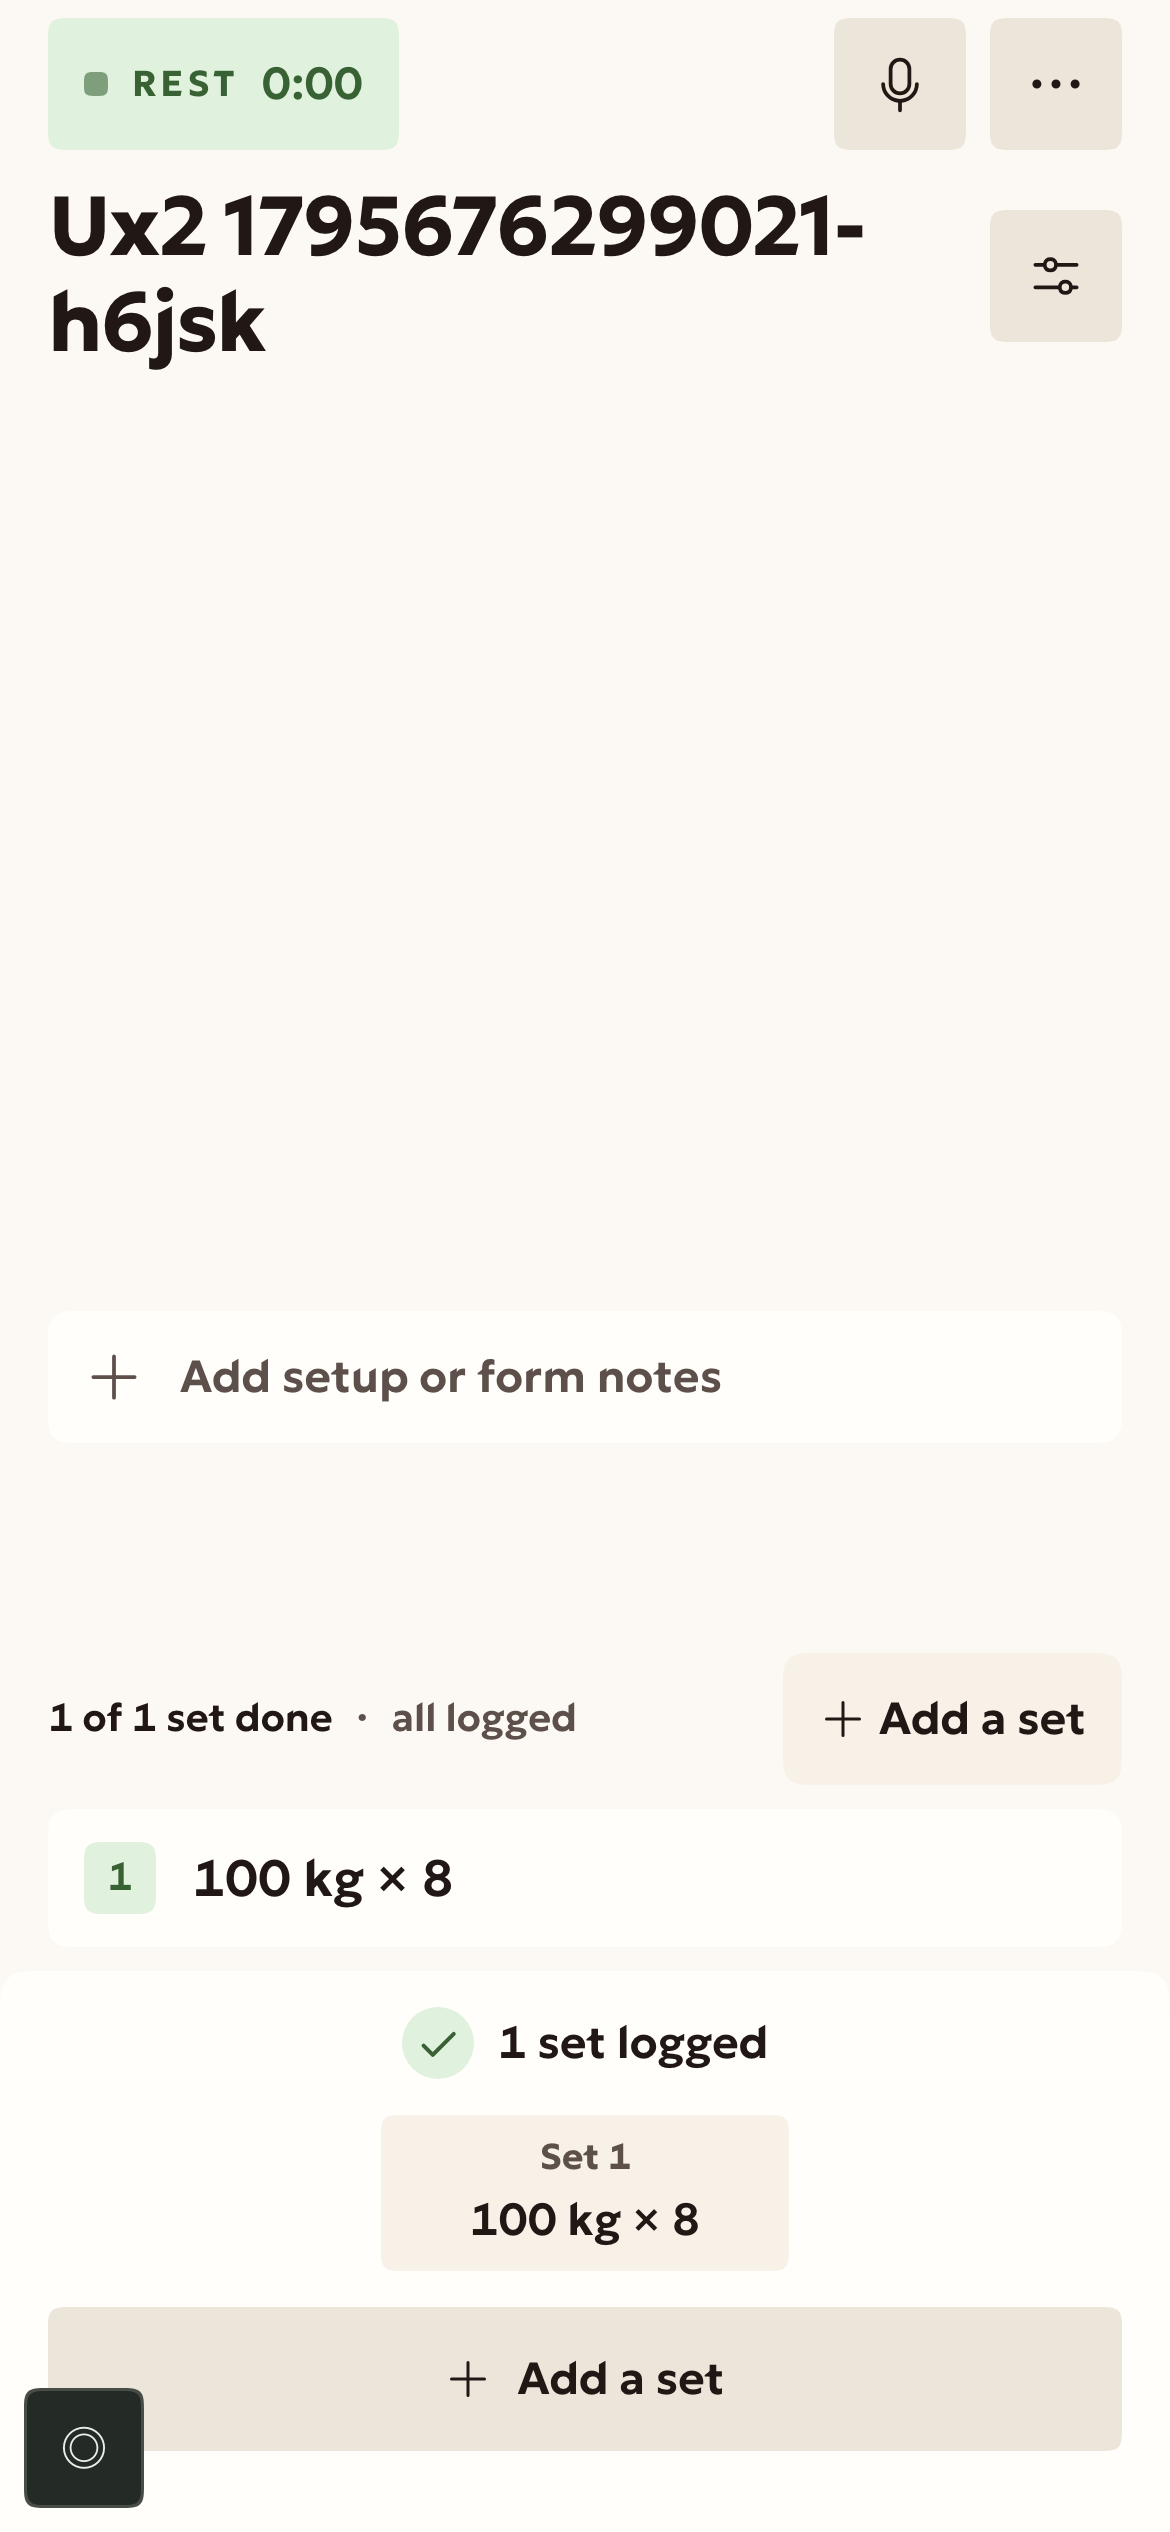 REST 0:00
Ux2 1795676299021-
h6jsk
Add setup or form notes
1 of 1 set done · all logged
Add a set
1 100 kg × 8
1 set logged
Set 1
100 kg × 8
Add a set